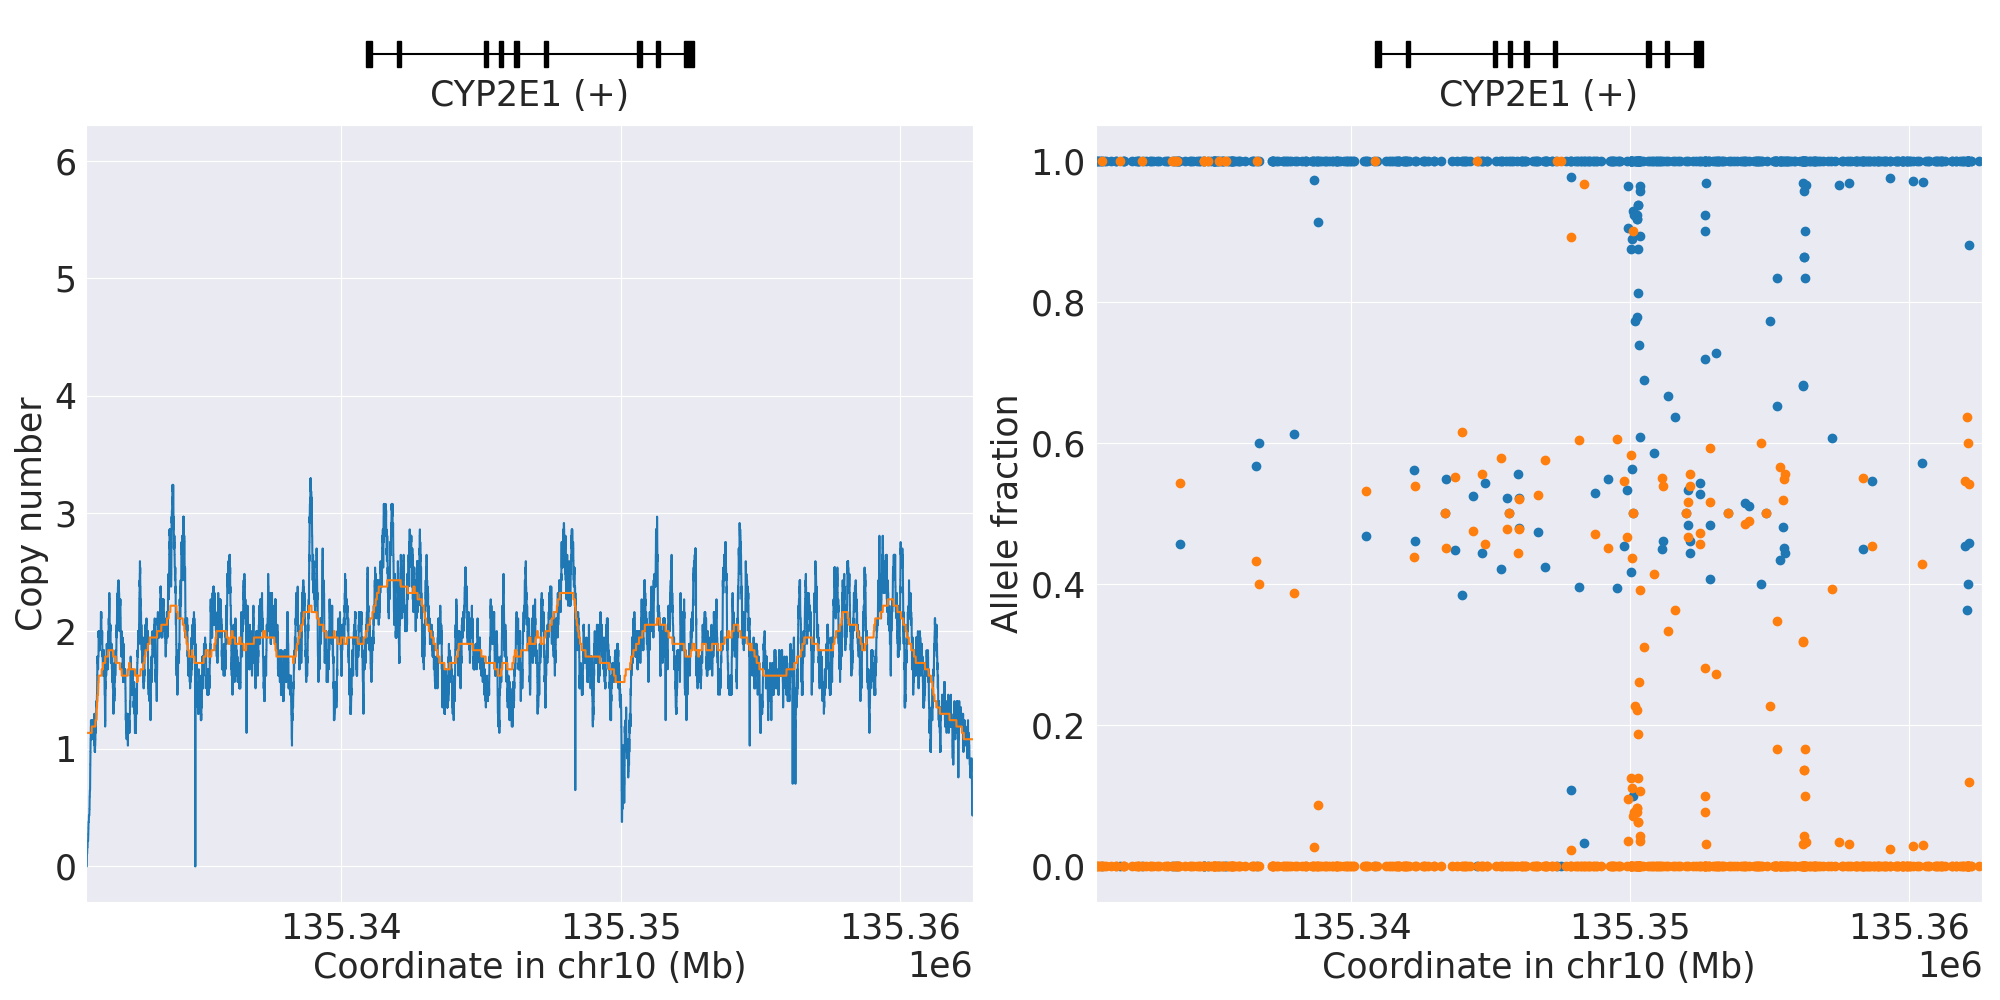 CYP2E1 (+)
6
5
4
3
2
1
0
Copy number
135.34
135.35
135.36
Coordinate in chr10 (Mb)
1e6
CYP2E1 (+)
1.0
0.8
0.6
0.4
0.2
0.0
Allele fraction
135.34
135.35
135.36
Coordinate in chr10 (Mb)
1e6